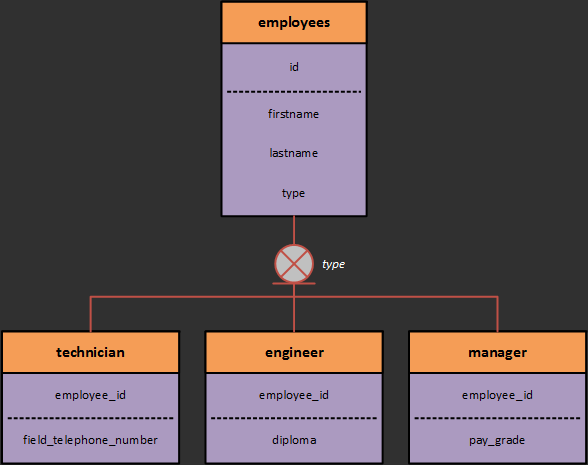 employees
id
firstname
lastname
type
type
technician
employee_id
field_telephone_number
engineer
employee_id
diploma
manager
employee_id
pay_grade